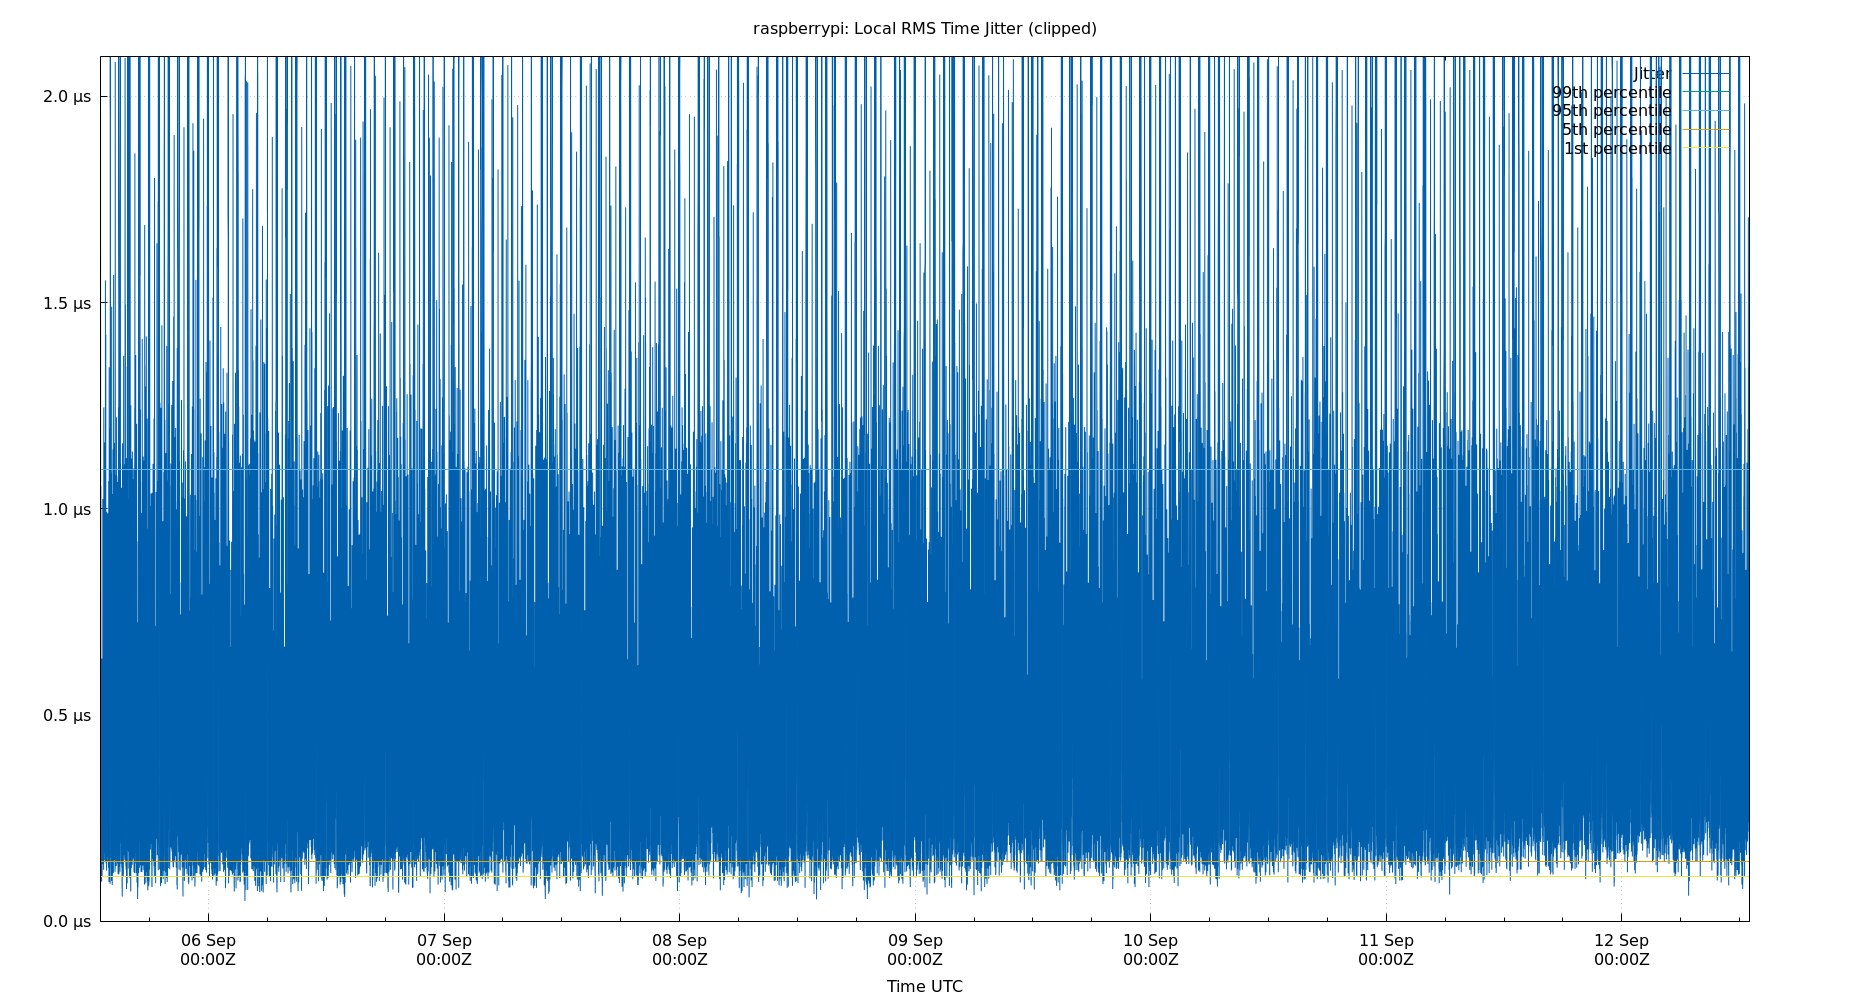 raspberrypi: Local RMS Time Jitter (clipped)
Jitter
99th percentile
95th percentile
5th percentile
1st percentile
2.0 µs
1.5 µs
1.0 µs
0.5 µs
0.0 µs
06 Sep 07 Sep 08 Sep 09 Sep 10 Sep 11 Sep 12 Sep
00:00Z 00:00Z 00:00Z 00:00Z 00:00Z 00:00Z 00:00Z
Time UTC